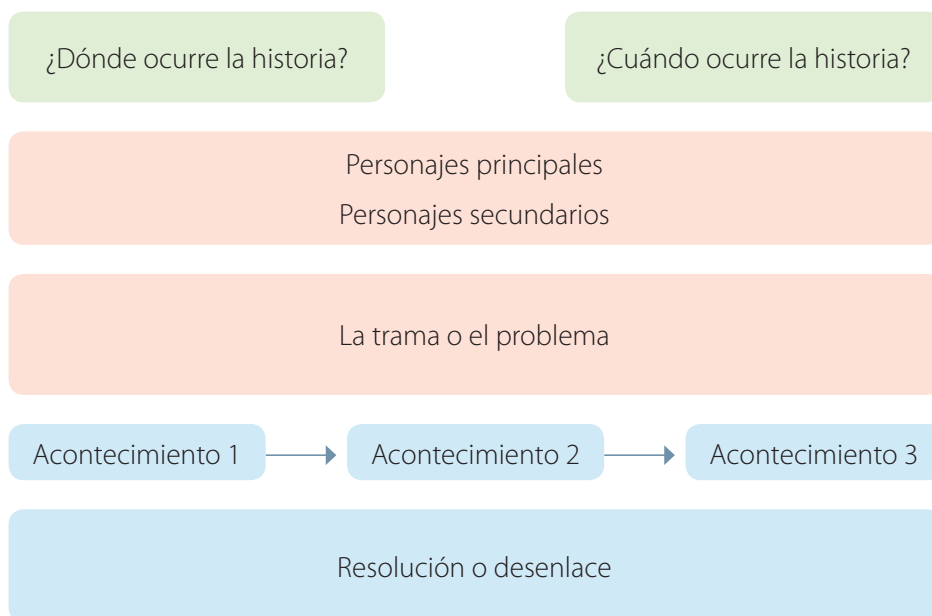 ¿Dónde ocurre la historia?
¿Cuándo ocurre la historia?
Personajes principales
Personajes secundarios
La trama o el problema
Acontecimiento 1
Acontecimiento 2
Acontecimiento 3
Resolución o desenlace